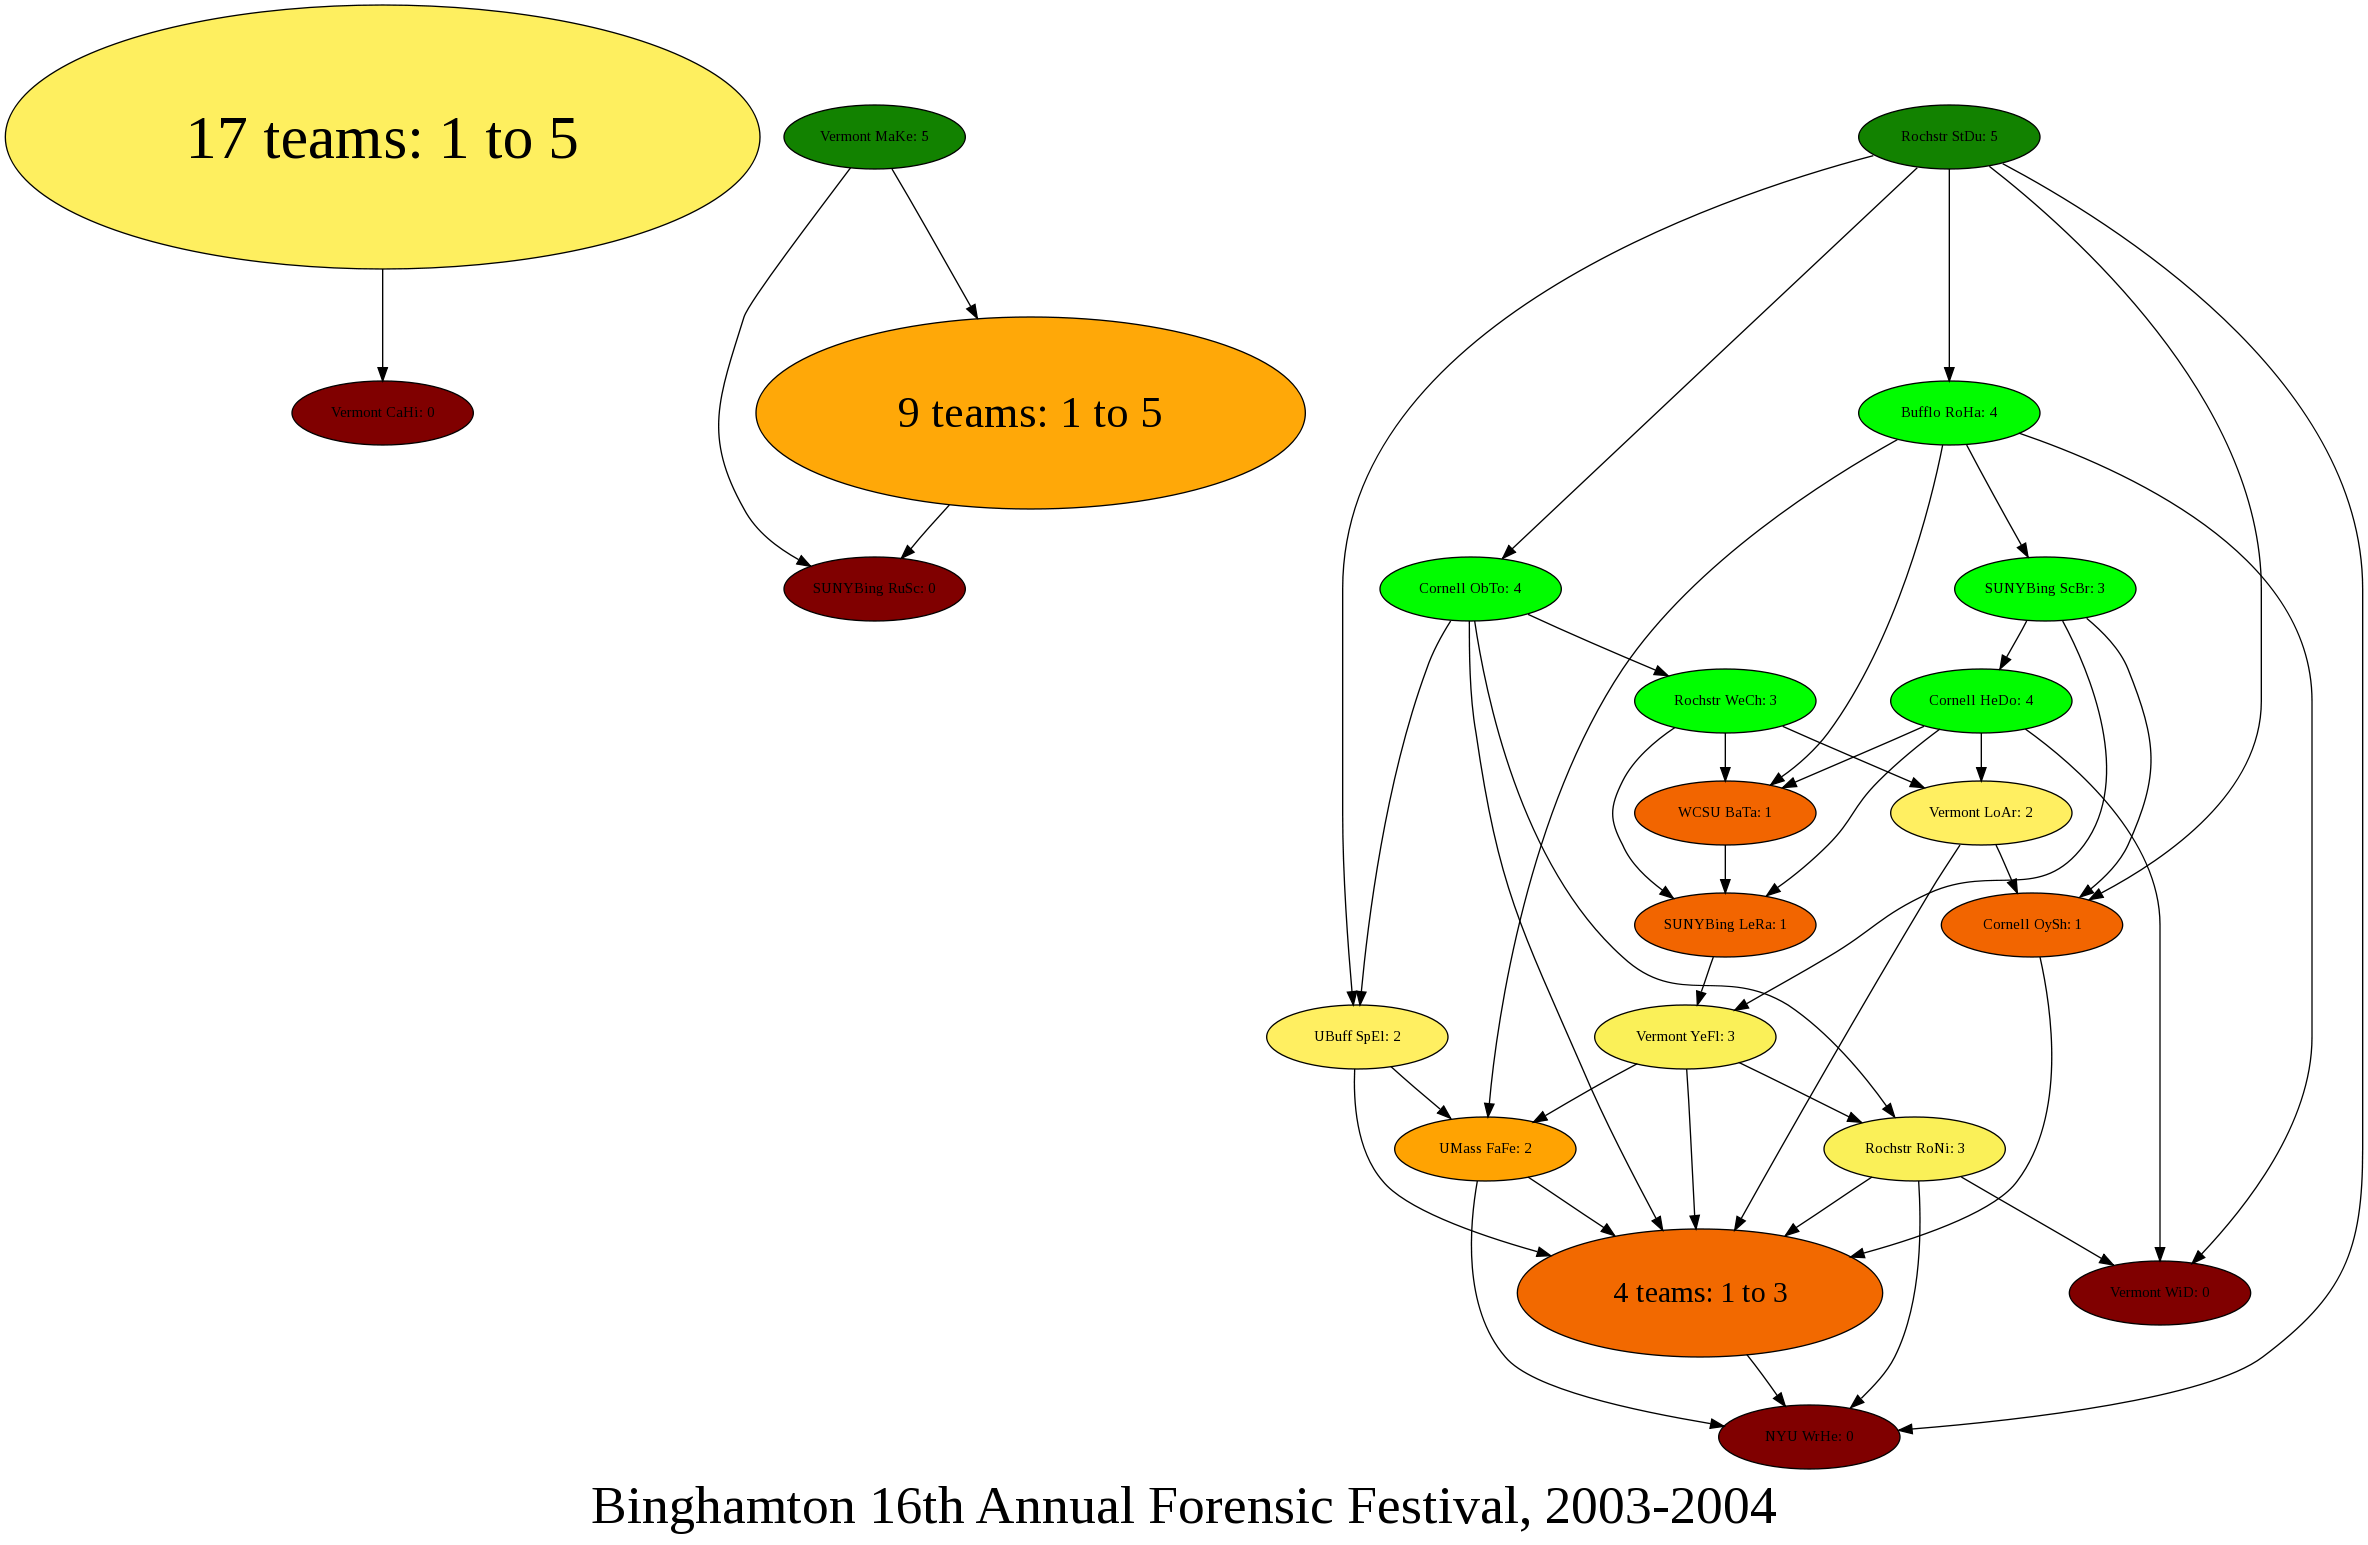 17 teams: 1 to 5
Vermont MaKe: 5
Rochstr StDu: 5
Vermont CaHi: 0
9 teams: 1 to 5
Bufflo RoHa: 4
SUNYBing RuSc: 0
Cornell ObTo: 4
SUNYBing ScBr: 3
Rochstr WeCh: 3
Cornell HeDo: 4
WCSU BaTa: 1
Vermont LoAr: 2
SUNYBing LeRa: 1
Cornell OySh: 1
UBuff SpEl: 2
Vermont YeFl: 3
UMass FaFe: 2
Rochstr RoNi: 3
4 teams: 1 to 3
Vermont WiD: 0
NYU WrHe: 0
Binghamton 16th Annual Forensic Festival, 2003-2004